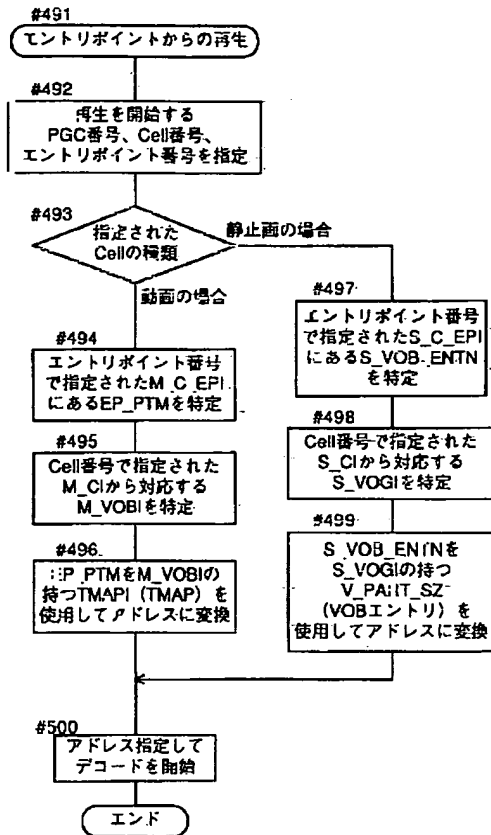 #491
エントリポイントからの再生
#492
再生を開始する
PGC番号、Cell番号、
エントリポイント番号を指定
#493
指定された
Cellの種類
静止画の場合
動画の場合
#494
エントリポイント番号
で指定されたM_C_EPI
にあるEP_PTMを特定
#495
Cell番号で指定された
M_CIから対応する
M_VOBIを特定
#496
EP_PTMをM_VOBIの
持つTMAPI（TMAP）を
使用してアドレスに変換
#497
エントリポイント番号
で指定されたS_C_EPI
にあるS_VOB_ENTN
を特定
#498
Cell番号で指定された
S_CIから対応する
S_VOGIを特定
#499
S_VOB_ENTNを
S_VOGIの持つ
V_PART_SZ
（VOBエントリ）を
使用してアドレスに変換
#500
アドレス指定して
デコードを開始
エンド